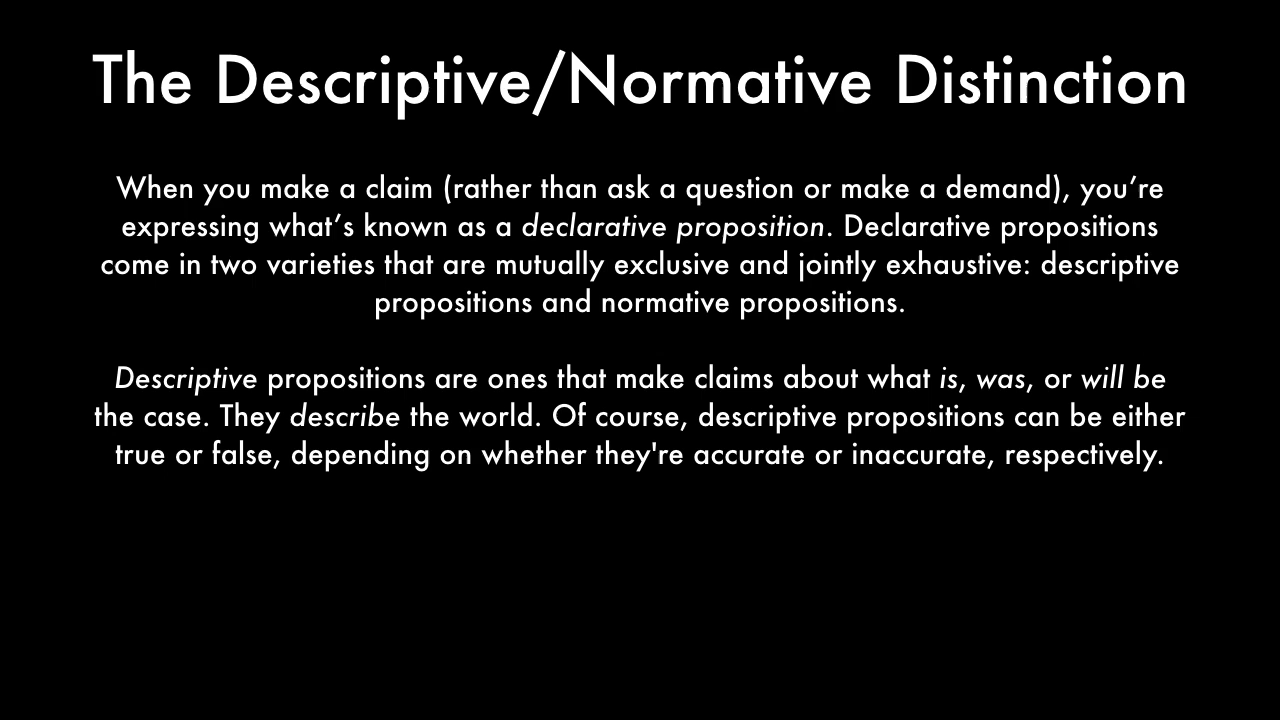 The Descriptive/Normative Distinction
When you make a claim (rather than ask a question or make a demand), you’re
expressing what’s known as a declarative proposition. Declarative propositions
come in two varieties that are mutually exclusive and jointly exhaustive: descriptive
propositions and normative propositions.
Descriptive propositions are ones that make claims about what is, was, or will be
the case. They describe the world. Of course, descriptive propositions can be either
true or false, depending on whether they're accurate or inaccurate, respectively.